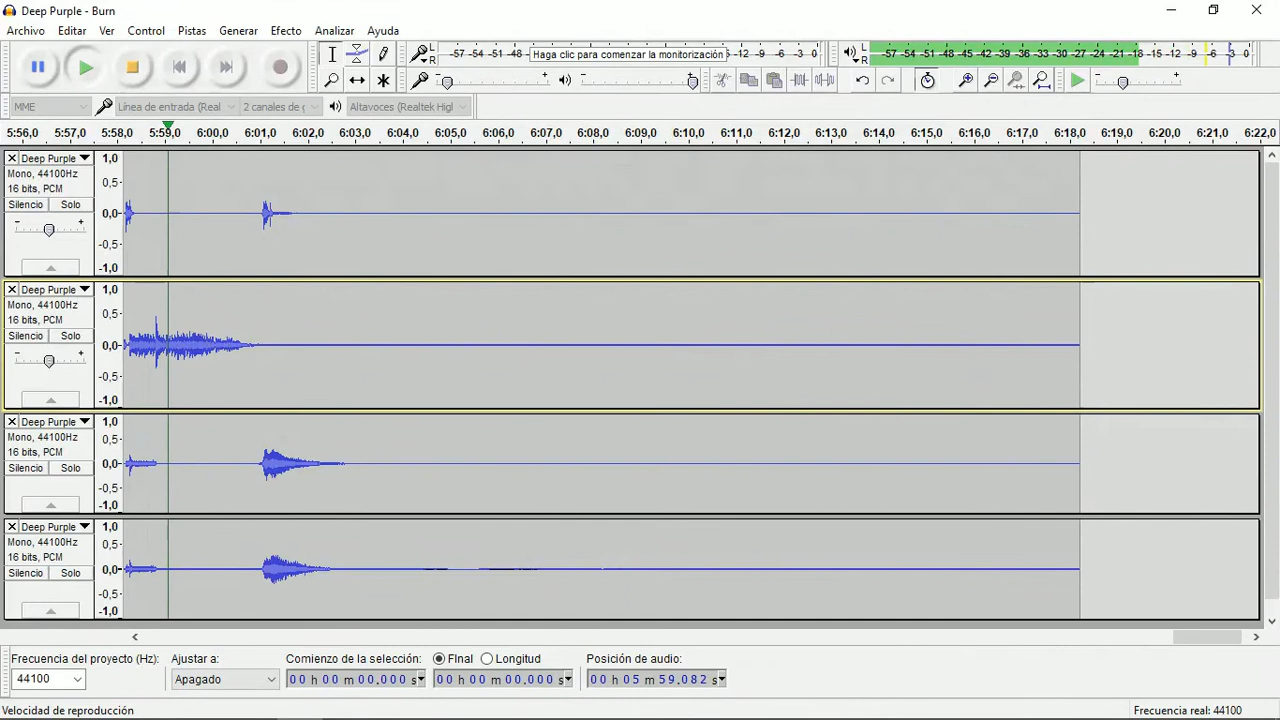 Deep Purple - Burn
Archivo Editar Ver Control Pistas Generar Efecto Analizar Ayuda
L R -57 -54 -51 -48 - Haga clic para comenzar la monitorización -12 -9 -6 -3 0 L R -57 -54 -51 -48 -45 -42 -39 -36 -33 -30 -27 -24 -21 -18 -15 -12 -9 -6 -3 0
MME Línea de entrada (Real 2 canales de g Altavoces (Realtek High
5:56,0 5:57,0 5:58,0 5:59,0 6:00,0 6:01,0 6:02,0 6:03,0 6:04,0 6:05,0 6:06,0 6:07,0 6:08,0 6:09,0 6:10,0 6:11,0 6:12,0 6:13,0 6:14,0 6:15,0 6:16,0 6:17,0 6:18,0 6:19,0 6:20,0 6:21,0 6:22,0
Deep Purple 1,0
Mono, 44100Hz
16 bits, PCM 0,5
Silencio Solo 0,0
- + -0,5
-1,0
Deep Purple 1,0
Mono, 44100Hz 0,5
16 bits, PCM
Silencio Solo 0,0
- + -0,5
-1,0
Deep Purple 1,0
Mono, 44100Hz 0,5
16 bits, PCM
Silencio Solo 0,0
-0,5
-1,0
Deep Purple 1,0
Mono, 44100Hz 0,5
16 bits, PCM
Silencio Solo 0,0
-0,5
-1,0
Frecuencia del proyecto (Hz): Ajustar a: Comienzo de la selección: FInal Longitud Posición de audio:
44100 Apagado 00 h 00 m 00.000 s 00 h 00 m 00.000 s 00 h 05 m 59.082 s
Velocidad de reproducción Frecuencia real: 44100